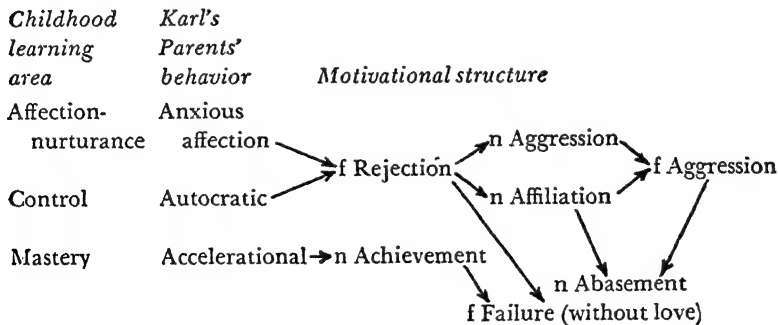 Childhood Karl's
learning Parents'
area behavior Motivational structure
Affection- Anxious
nurturance affection n Aggression
f Rejection f Aggression
Control Autocratic n Affiliation
Mastery Accelerational n Achievement
n Abasement
f Failure (without love)